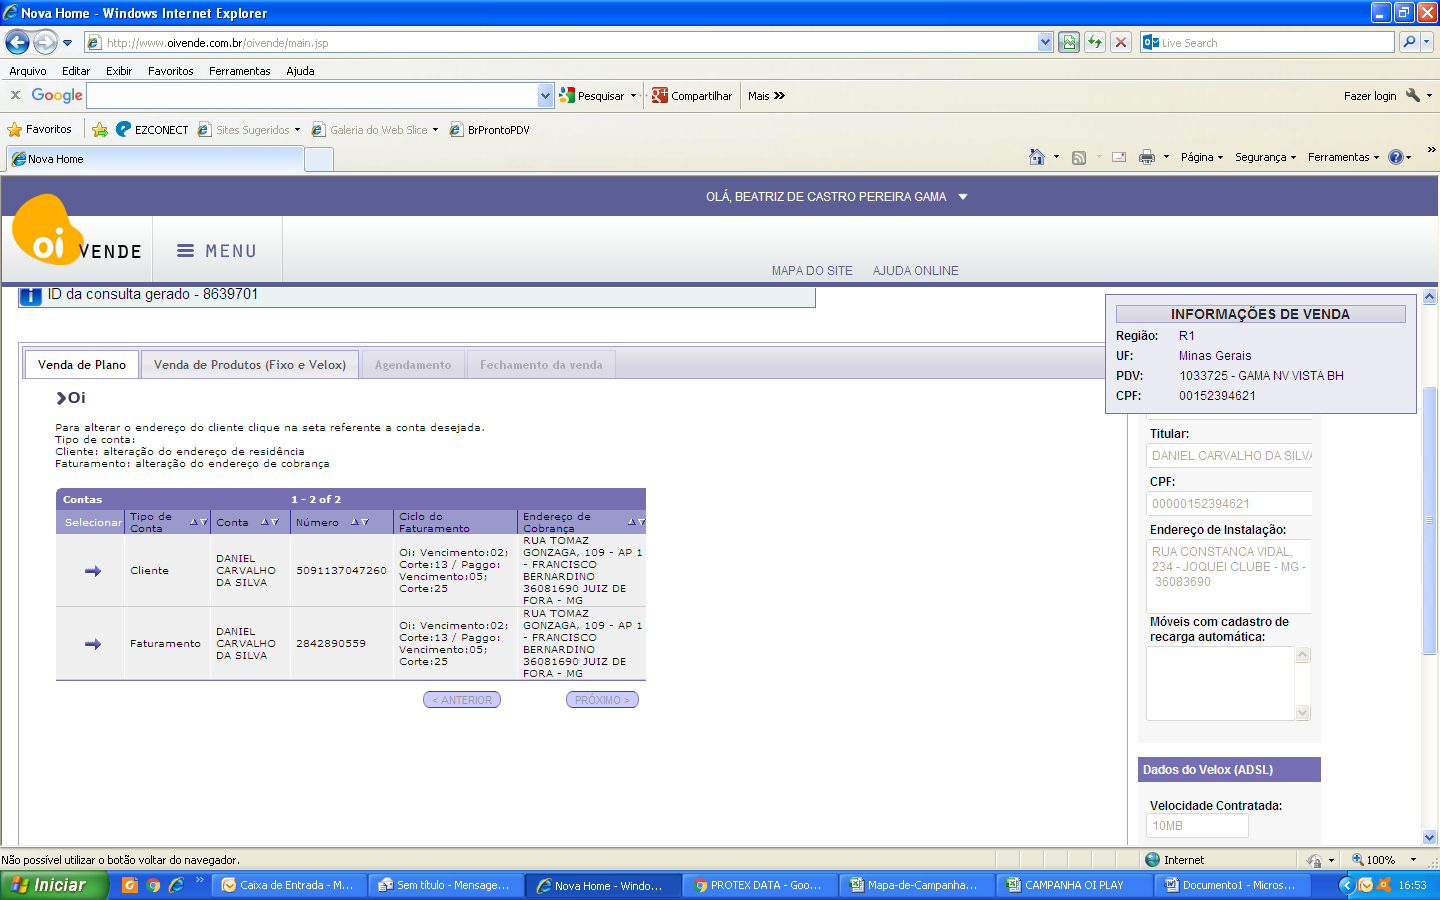 Nova Home - Windows Internet Explorer
http://www.oivende.com.br/oivende/main.jsp
Live Search
Arquivo Editar Exibir Favoritos Ferramentas Ajuda
x Google Pesquisar Compartilhar Mais Fazer login
Favoritos EZCONECT Sites Sugeridos Galeria do Web Slice BrProntoPDV
Nova Home Página Segurança Ferramentas
OLÁ, BEATRIZ DE CASTRO PEREIRA GAMA
oi VENDE MENU
MAPA DO SITE AJUDA ONLINE
ID da consulta gerado - 8639701
INFORMAÇÕES DE VENDA
Região: R1
UF: Minas Gerais
PDV: 1033725 - GAMA NV VISTA BH
CPF: 00152394621
Venda de Plano Venda de Produtos (Fixo e Velox) Agendamento Fechamento da venda
Oi
Para alterar o endereço do cliente clique na seta referente a conta desejada.
Tipo de conta:
Cliente: alteração do endereço de residência
Faturamento: alteração do endereço de cobrança
Contas 1 - 2 of 2
Selecionar Tipo de Conta Conta Número Ciclo do Faturamento Endereço de Cobrança
Cliente
DANIEL
CARVALHO
DA SILVA
5091137047260
Oi: Vencimento:02;
Corte:13 / Paggo:
Vencimento:05;
Corte:25
RUA TOMAZ
GONZAGA, 109 - AP 1
- FRANCISCO
BERNARDINO
36081690 JUIZ DE
FORA - MG
Faturamento
DANIEL
CARVALHO
DA SILVA
2842890559
Oi: Vencimento:02;
Corte:13 / Paggo:
Vencimento:05;
Corte:25
RUA TOMAZ
GONZAGA, 109 - AP 1
- FRANCISCO
BERNARDINO
36081690 JUIZ DE
FORA - MG
< ANTERIOR PRÓXIMO >
Titular:
DANIEL CARVALHO DA SILVA
CPF:
00000152394621
Endereço de Instalação:
RUA CONSTANCA VIDAL,
234 - JOQUEI CLUBE - MG -
36083690
Móveis com cadastro de
recarga automática:
Dados do Velox (ADSL)
Velocidade Contratada:
10MB
Não possível utilizar o botão voltar do navegador. Internet 100%
Iniciar Caixa de Entrada - M... Sem título - Mensage... Nova Home - Windo... PROTEX DATA - Goo... Mapa-de-Campanha... CAMPANHA OI PLAY Documento1 - Micros... 16:53